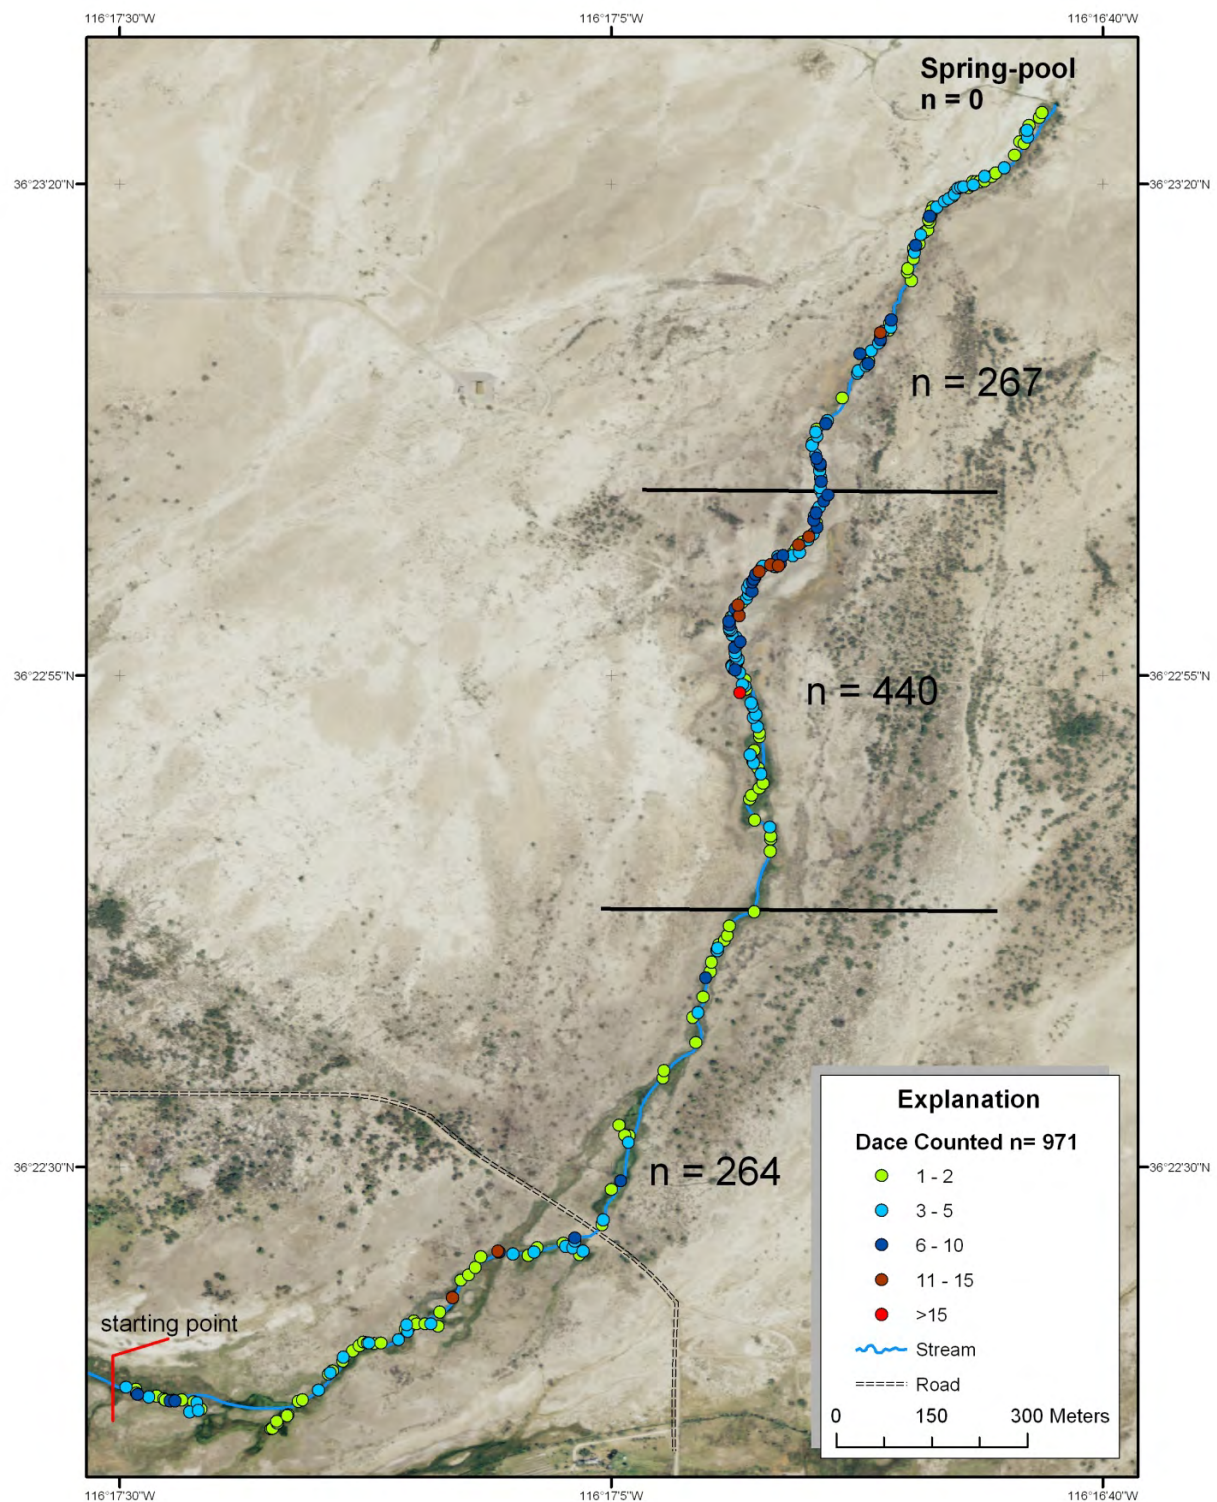 116°17'30"W 116°17'5"W 116°16'40"W
Spring-pool
n = 0
36°23'20"N 36°23'20"N
n = 267
36°22'55"N 36°22'55"N
n = 440
Explanation
Dace Counted n= 971
36°22'30"N 36°22'30"N
n = 264
1 - 2
3 - 5
6 - 10
11 - 15
>15
starting point
Stream
Road
0 150 300 Meters
116°17'30"W 116°17'5"W 116°16'40"W